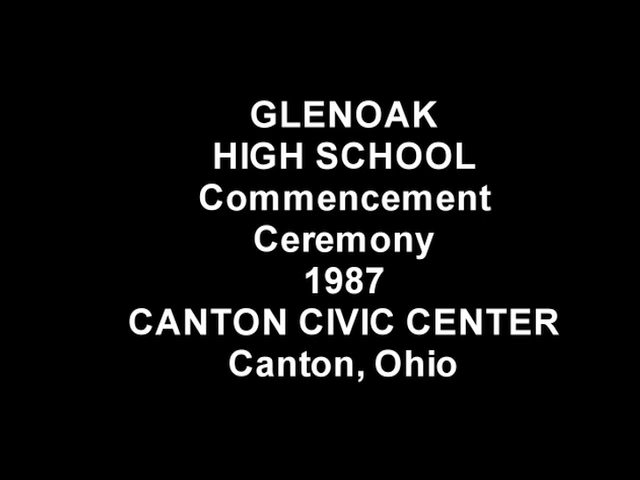 GLENOAK
HIGH SCHOOL
Commencement
Ceremony
1987
CANTON CIVIC CENTER
Canton, Ohio